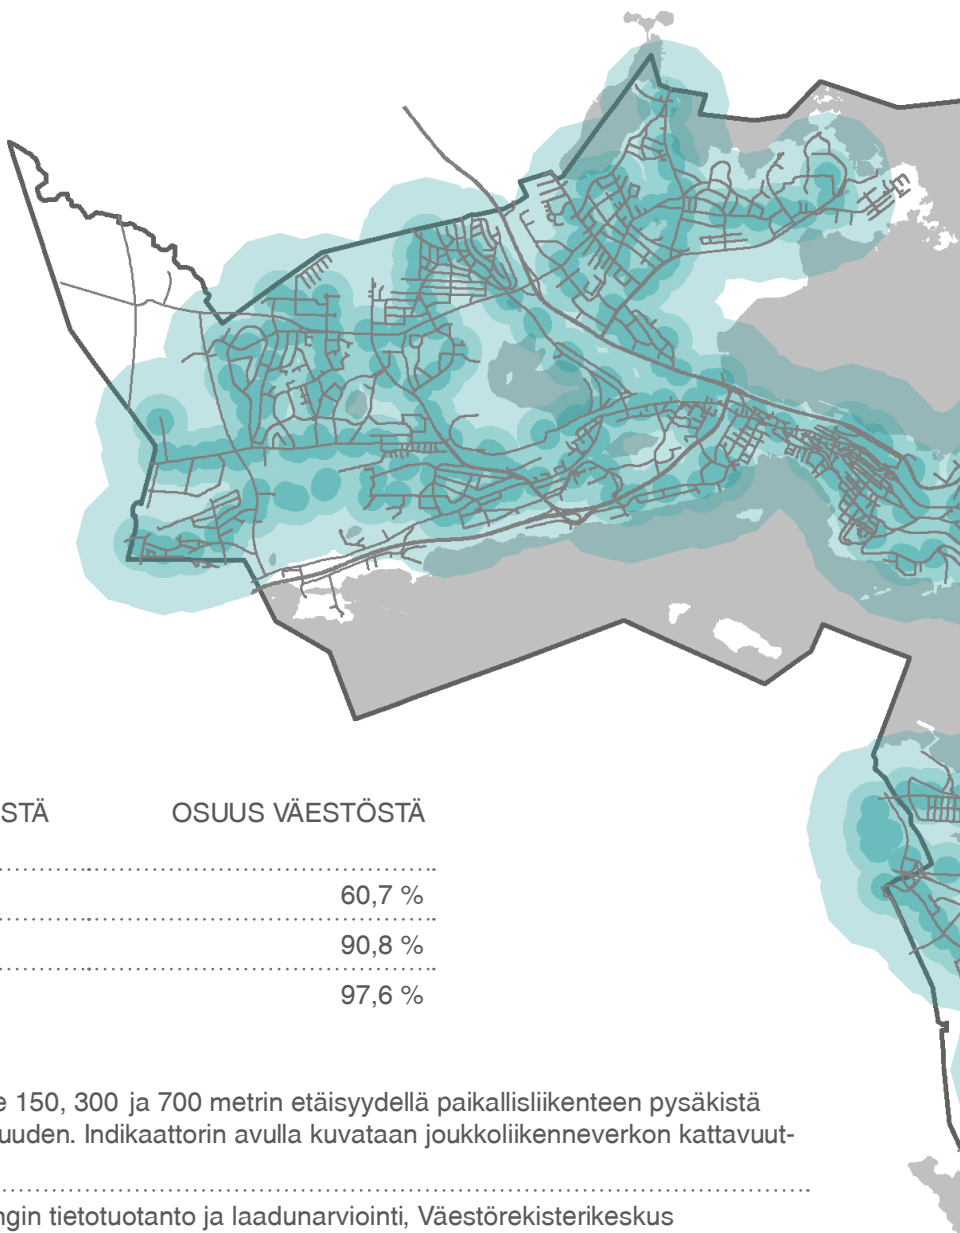 STÄ OSUUS VÄESTÖSTÄ
60,7 %
90,8 %
97,6 %
e 150, 300 ja 700 metrin etäisyydellä paikallisliikenteen pysäkistä
uuden. Indikaattorin avulla kuvataan joukkoliikenneverkon kattavuut-
ngin tietotuotanto ja laadunarviointi, Väestörekisterikeskus